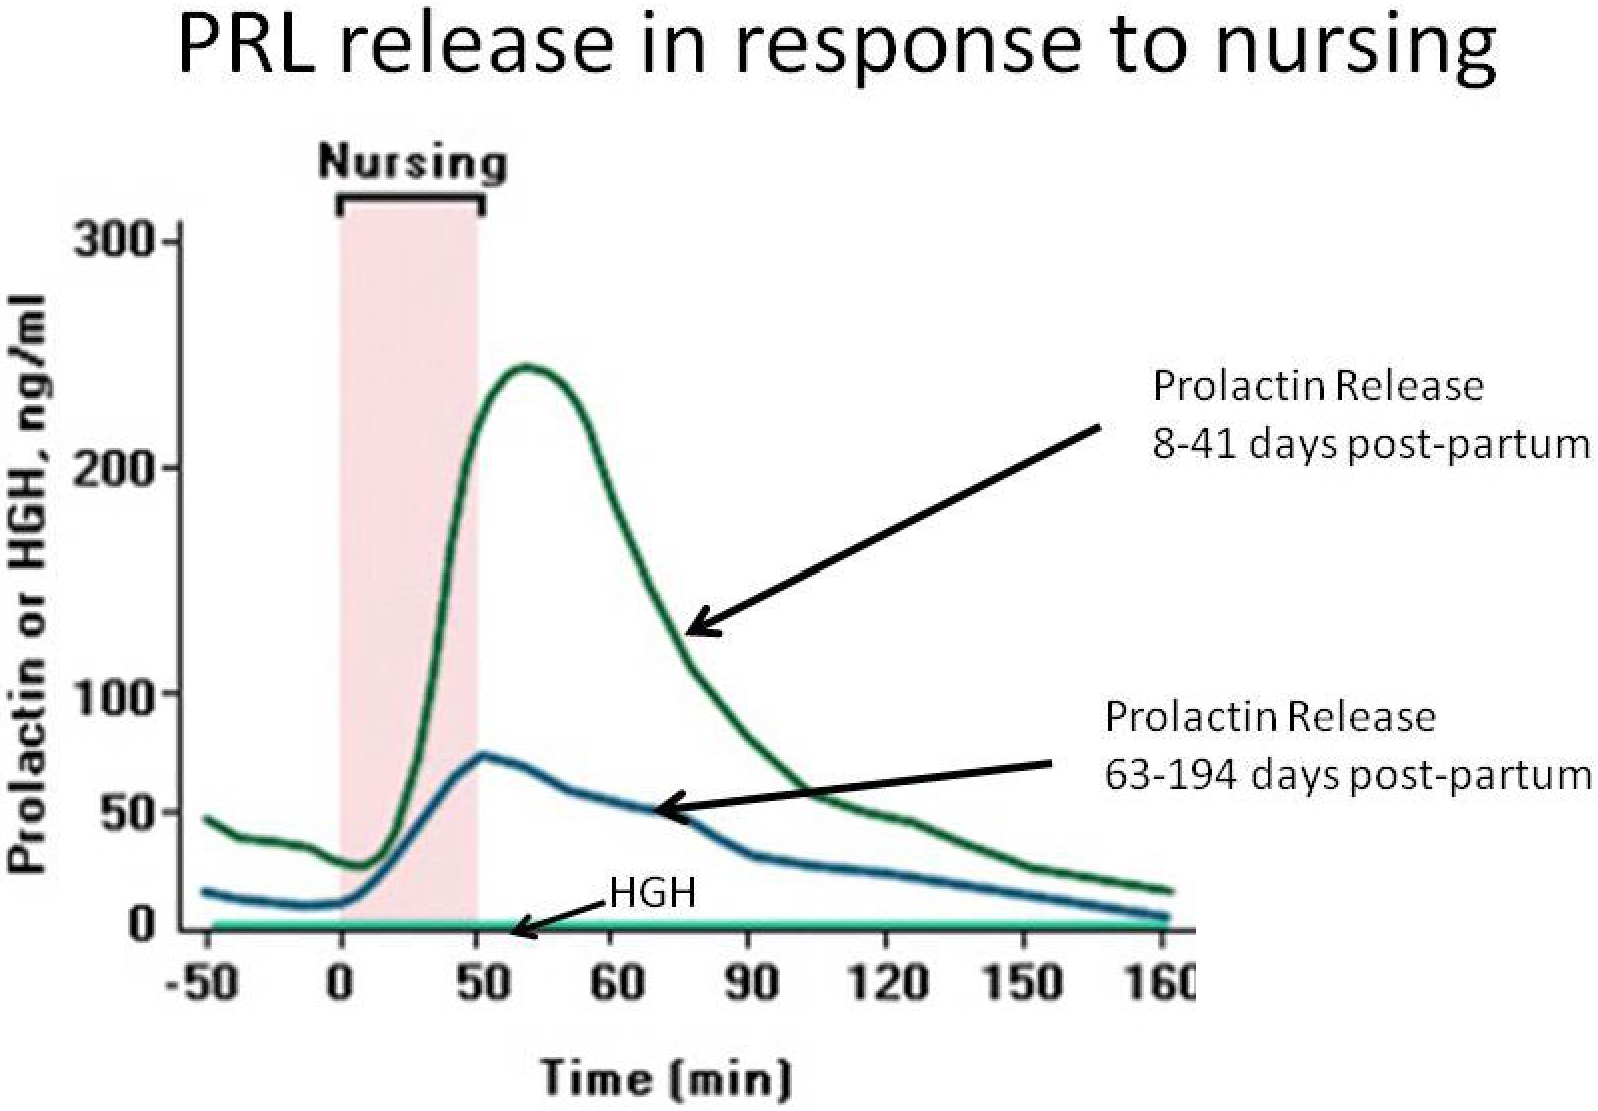 PRL release in response to nursing
Nursing
Prolactin or HGH, ng/ml
300
200
100
50
0
Prolactin Release
8-41 days post-partum
Prolactin Release
63-194 days post-partum
HGH
-50 0 50 60 90 120 150 160
Time (min)